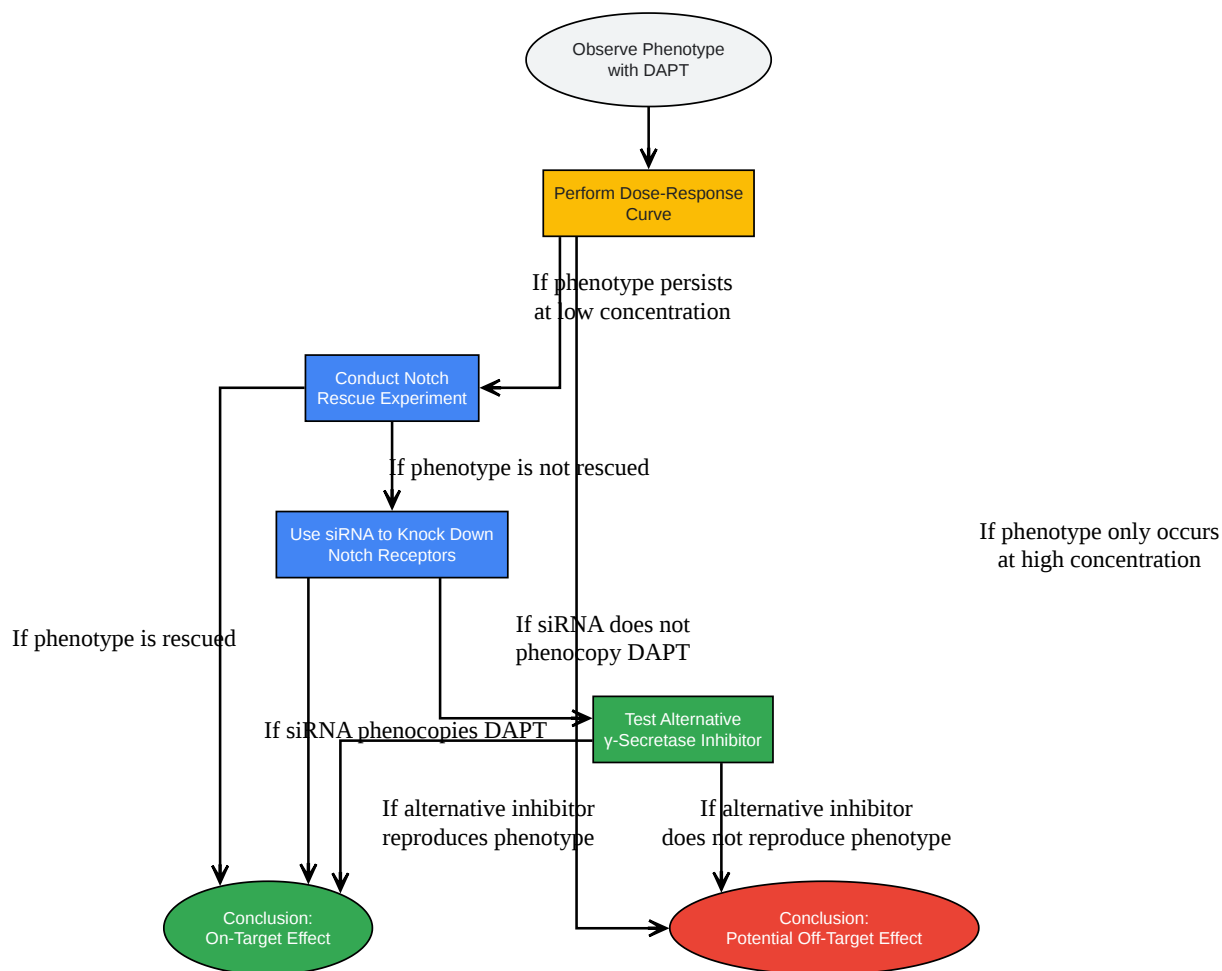 Observe Phenotype
with DAPT
Perform Dose-Response
Curve
If phenotype persists
at low concentration
Conduct Notch
Rescue Experiment
If phenotype is not rescued
Use siRNA to Knock Down
Notch Receptors
If phenotype only occurs
at high concentration
If phenotype is rescued
If siRNA does not
phenocopy DAPT
If siRNA phenocopies DAPT
Test Alternative
γ-Secretase Inhibitor
If alternative inhibitor
reproduces phenotype
If alternative inhibitor
does not reproduce phenotype
Conclusion:
On-Target Effect
Conclusion:
Potential Off-Target Effect